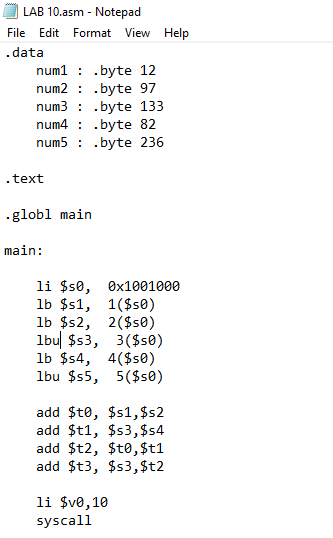 LAB 10.asm - Notepad
File Edit Format View Help
.data
num1 : .byte 12
num2 : .byte 97
num3 : .byte 133
num4 : .byte 82
num5 : .byte 236
.text
.globl main
main:
li $s0, 0x1001000
lb $s1, 1($s0)
lb $s2, 2($s0)
lbu $s3, 3($s0)
lb $s4, 4($s0)
lbu $s5, 5($s0)
add $t0, $s1,$s2
add $t1, $s3,$s4
add $t2, $t0,$t1
add $t3, $s3,$t2
li $v0,10
syscall